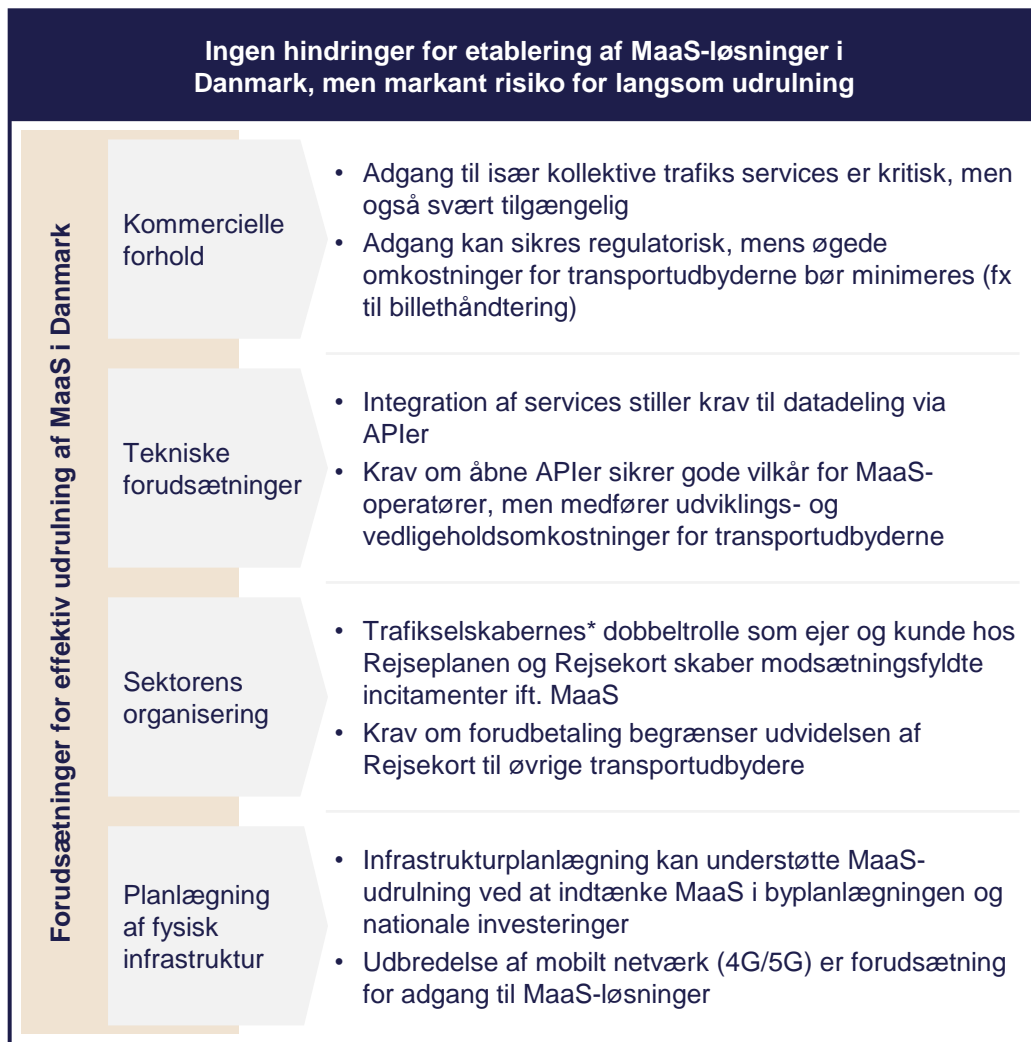 Ingen hindringer for etablering af MaaS-løsninger i
Danmark, men markant risiko for langsom udrulning
Forudsætninger for effektiv udrulning af MaaS i Danmark
Kommercielle
forhold
• Adgang til især kollektive trafiks services er kritisk, men
også svært tilgængelig
• Adgang kan sikres regulatorisk, mens øgede
omkostninger for transportudbyderne bør minimeres (fx
til billethåndtering)
Tekniske
forudsætninger
• Integration af services stiller krav til datadeling via
APIer
• Krav om åbne APIer sikrer gode vilkår for MaaS-
operatører, men medfører udviklings- og
vedligeholdsomkostninger for transportudbyderne
Sektorens
organisering
• Trafikselskabernes* dobbeltrolle som ejer og kunde hos
Rejseplanen og Rejsekort skaber modsætningsfyldte
incitamenter ift. MaaS
• Krav om forudbetaling begrænser udvidelsen af
Rejsekort til øvrige transportudbydere
Planlægning
af fysisk
infrastruktur
• Infrastrukturplanlægning kan understøtte MaaS-
udrulning ved at indtænke MaaS i byplanlægningen og
nationale investeringer
• Udbredelse af mobilt netværk (4G/5G) er forudsætning
for adgang til MaaS-løsninger